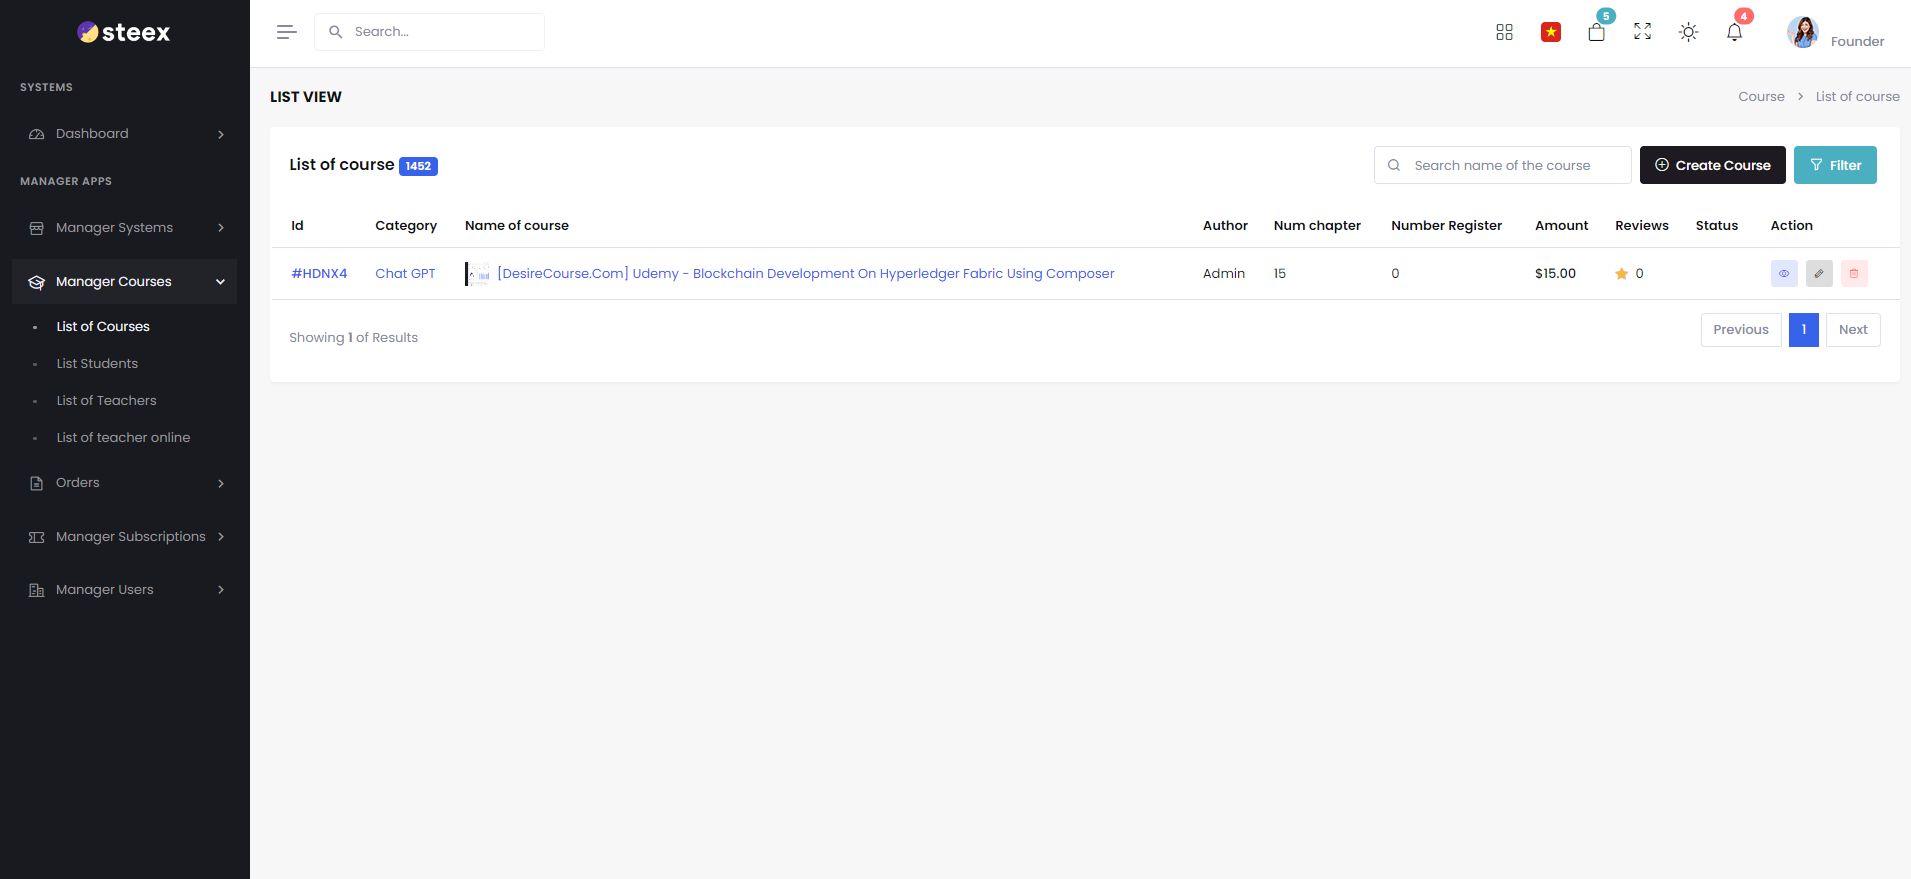 steex
SYSTEMS
Dashboard
MANAGER APPS
Manager Systems
Manager Courses
List of Courses
List Students
List of Teachers
List of teacher online
Orders
Manager Subscriptions
Manager Users
Search...
5
4
Founder
LIST VIEW
Course > List of course
List of course 1452
Search name of the course
Create Course
Filter
Id Category Name of course Author Num chapter Number Register Amount Reviews Status Action
#HDNX4 Chat GPT [DesireCourse.Com] Udemy - Blockchain Development On Hyperledger Fabric Using Composer Admin 15 0 $15.00 0
Showing 1 of Results
Previous 1 Next